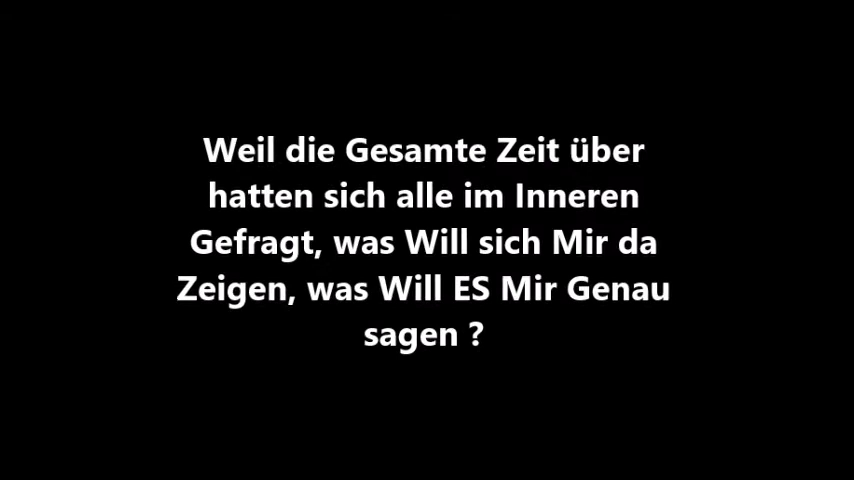 Weil die Gesamte Zeit über
hatten sich alle im Inneren
Gefragt, was Will sich Mir da
Zeigen, was Will ES Mir Genau
sagen ?